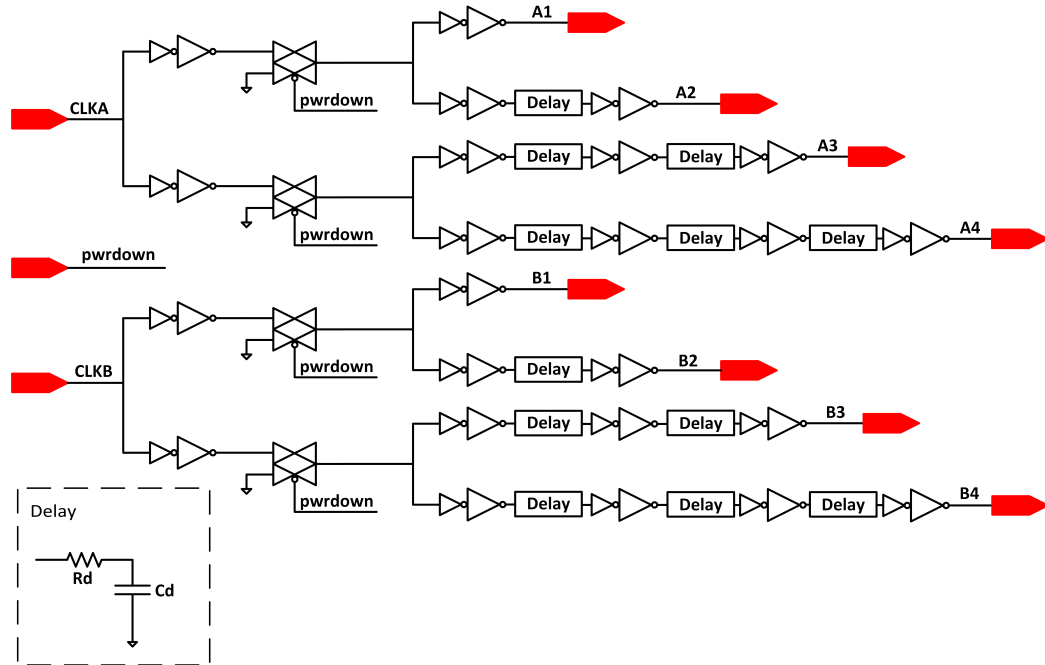 A1
CLKA
pwrdown
Delay
A2
Delay
Delay
A3
pwrdown
Delay
Delay
Delay
A4
pwrdown
B1
CLKB
pwrdown
Delay
B2
Delay
Delay
B3
pwrdown
Delay
Delay
Delay
B4
Delay
Rd
Cd